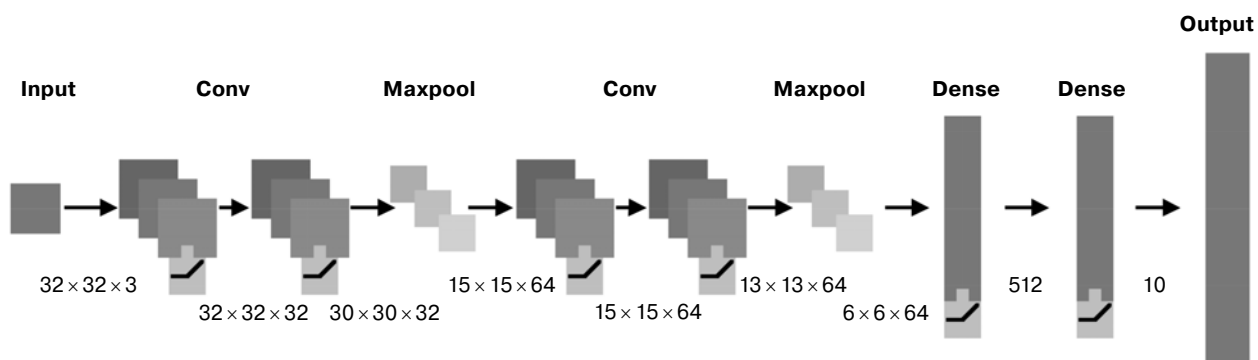 Output
Input
Conv
Maxpool
Conv
Maxpool
Dense
Dense
32 × 32 × 3
15 × 15 × 64
13 × 13 × 64
512
10
32 × 32 × 32
30 × 30 × 32
15 × 15 × 64
6 × 6 × 64